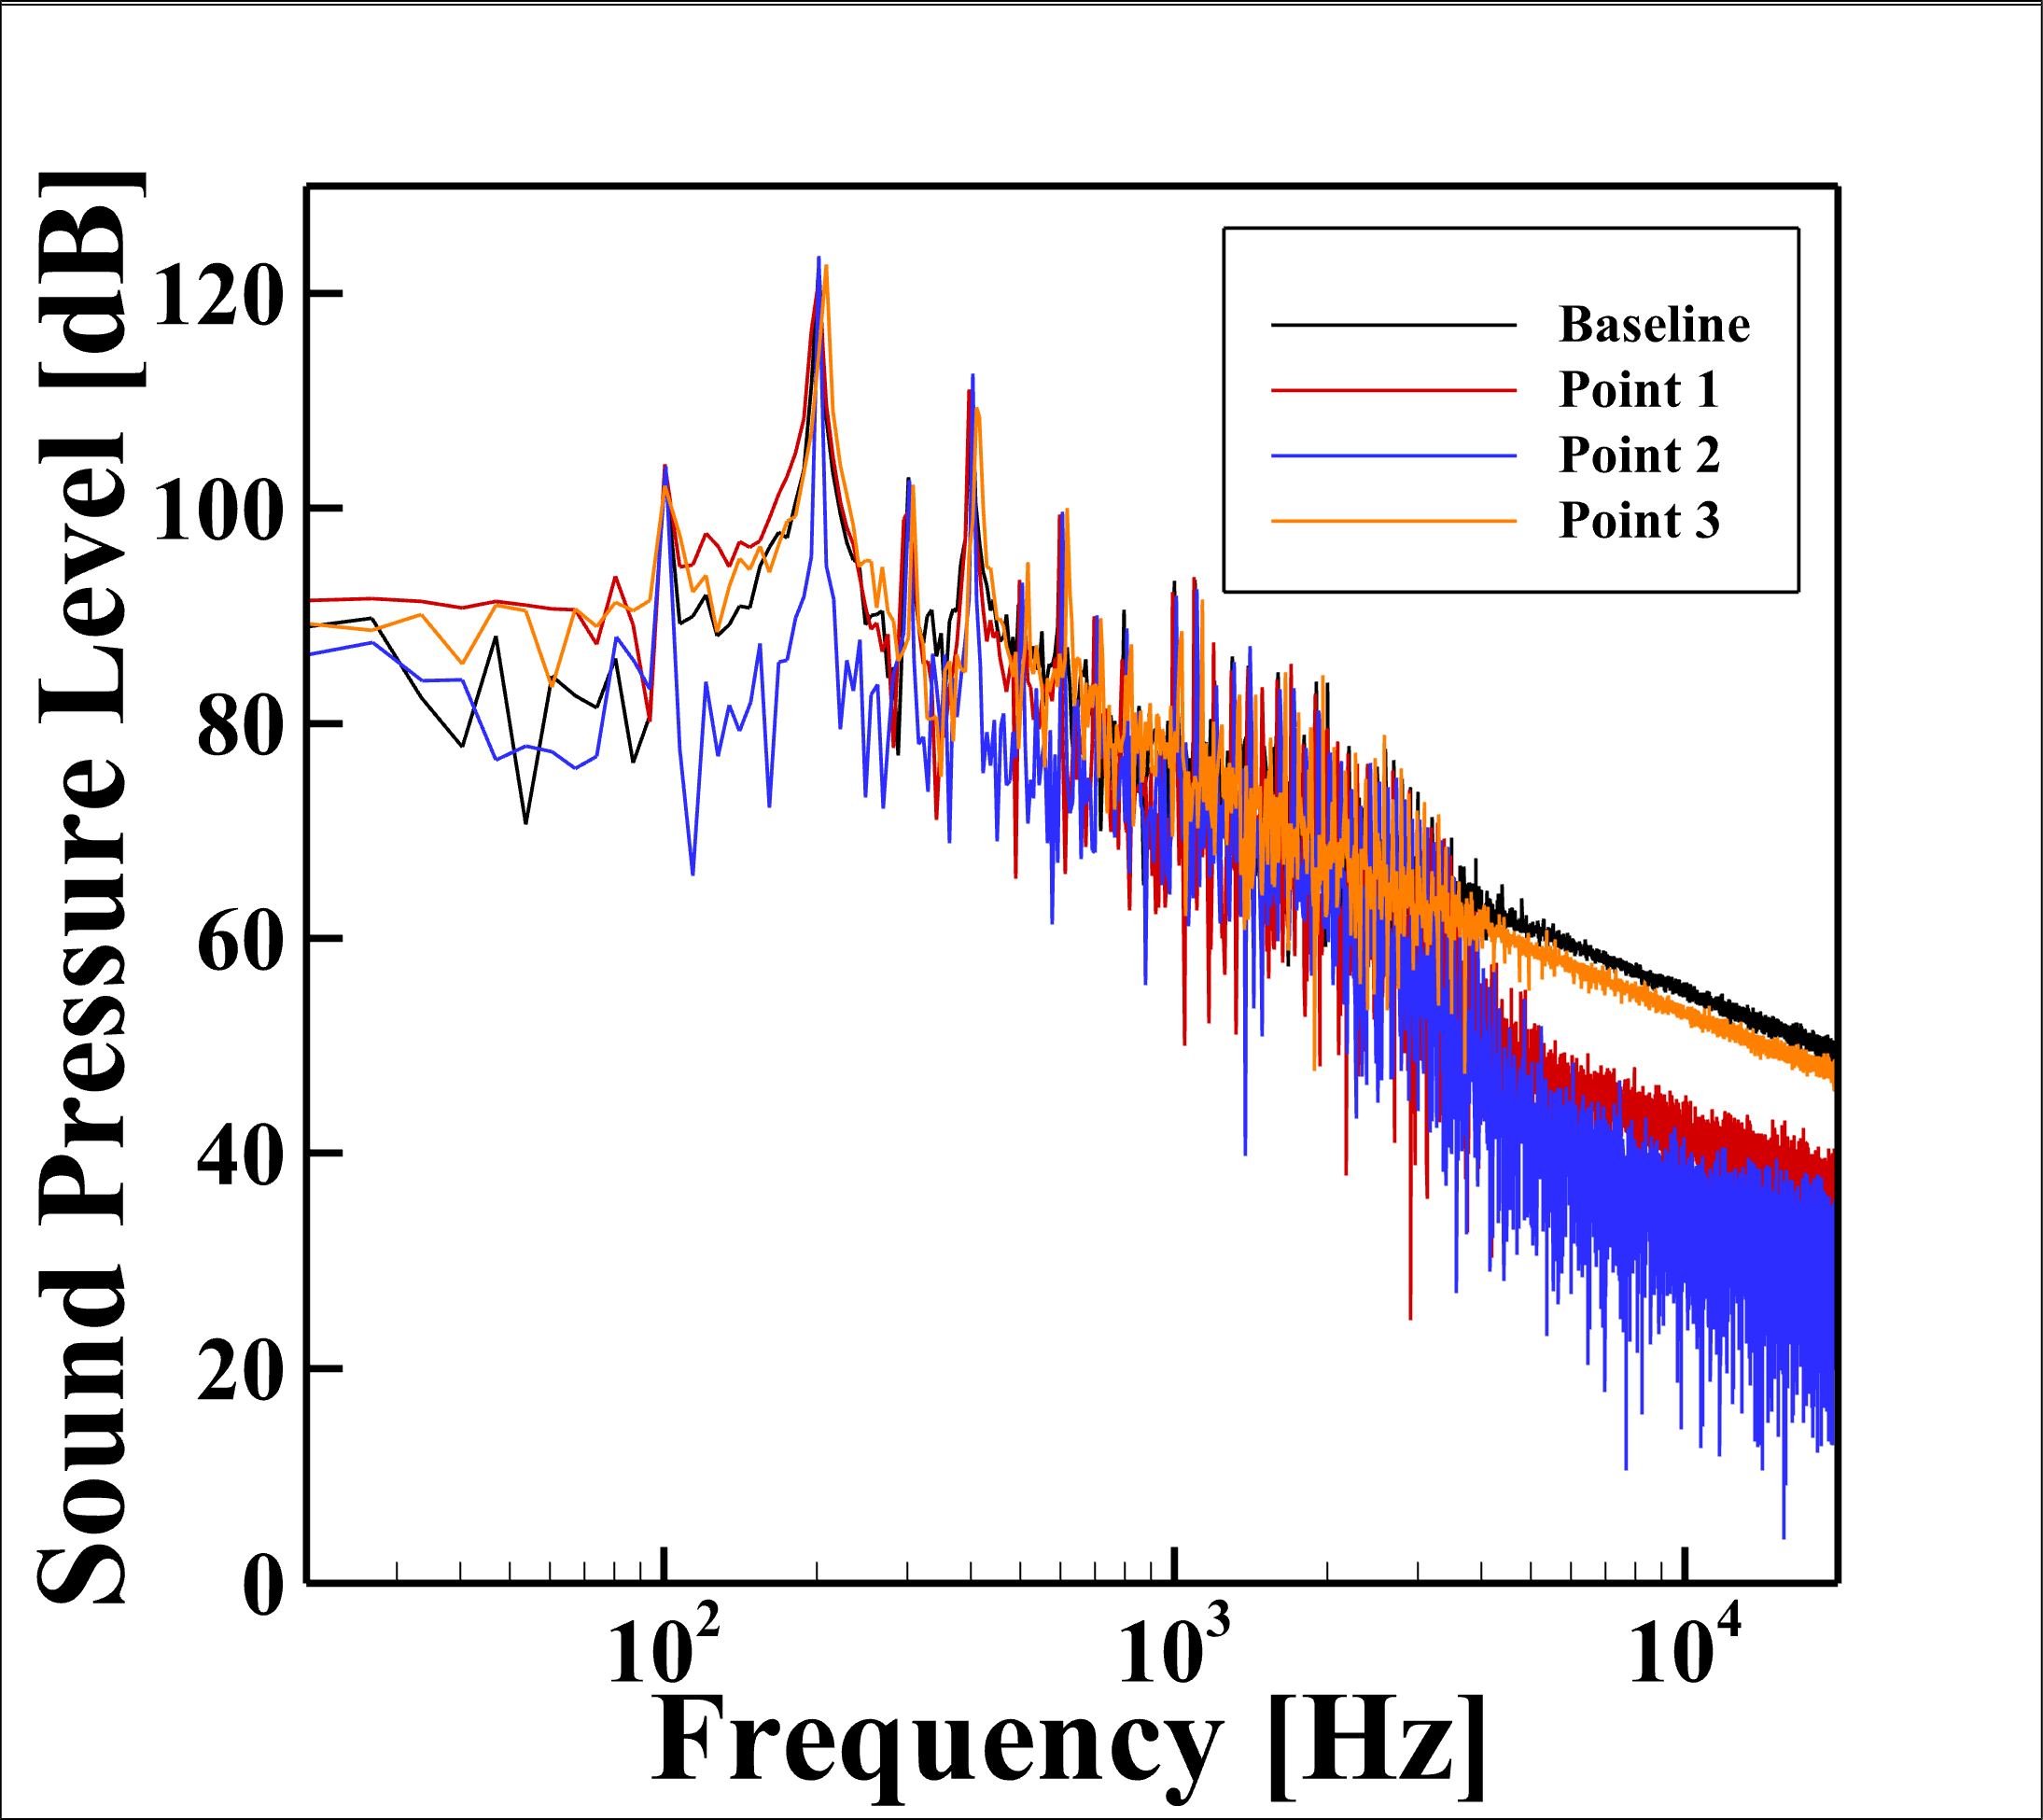 Sound Pressure Level [dB]
120
100
80
60
40
20
0
Baseline
Point 1
Point 2
Point 3
10² 10³ 10⁴
Frequency [Hz]